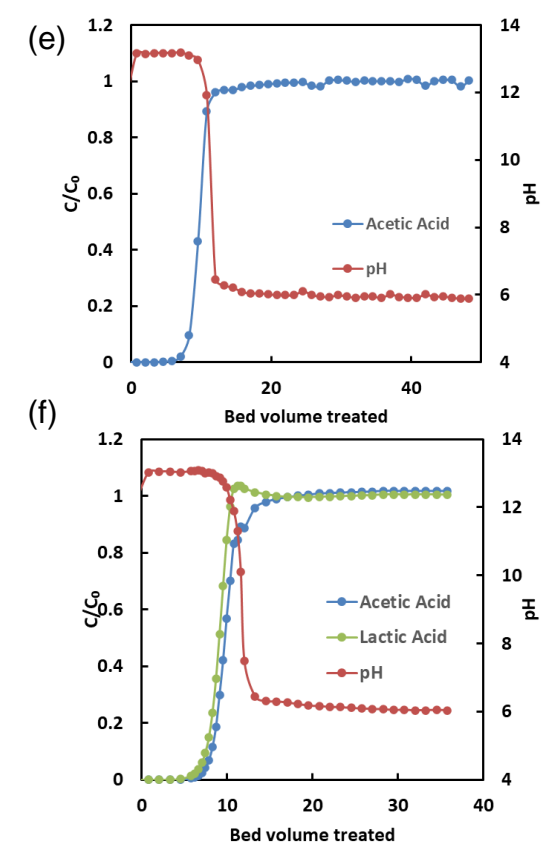 (e)
1.2
14
1
12
0.8
10
0.6
8
0.4
6
0.2
0
4
C/C₀
pH
Acetic Acid
pH
0
20
40
Bed volume treated
(f)
1.2
14
1
12
0.8
10
0.6
8
0.4
6
0.2
0
4
C/C₀
pH
Acetic Acid
Lactic Acid
pH
0
10
20
30
40
Bed volume treated